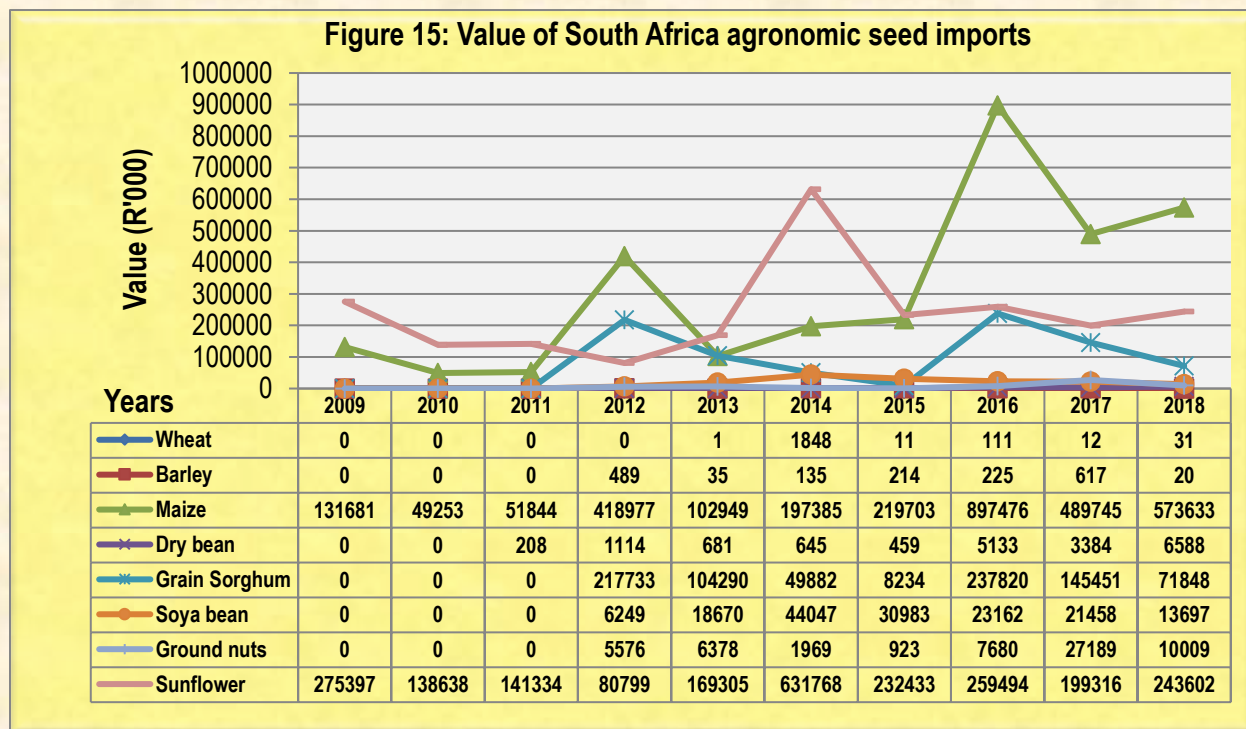 Figure 15: Value of South Africa agronomic seed imports
Value (R'000)
1000000
900000
800000
700000
600000
500000
400000
300000
200000
100000
0
Years 2009 2010 2011 2012 2013 2014 2015 2016 2017 2018
Wheat 0 0 0 0 1 1848 11 111 12 31
Barley 0 0 0 489 35 135 214 225 617 20
Maize 131681 49253 51844 418977 102949 197385 219703 897476 489745 573633
Dry bean 0 0 208 1114 681 645 459 5133 3384 6588
Grain Sorghum 0 0 0 217733 104290 49882 8234 237820 145451 71848
Soya bean 0 0 0 6249 18670 44047 30983 23162 21458 13697
Ground nuts 0 0 0 5576 6378 1969 923 7680 27189 10009
Sunflower 275397 138638 141334 80799 169305 631768 232433 259494 199316 243602